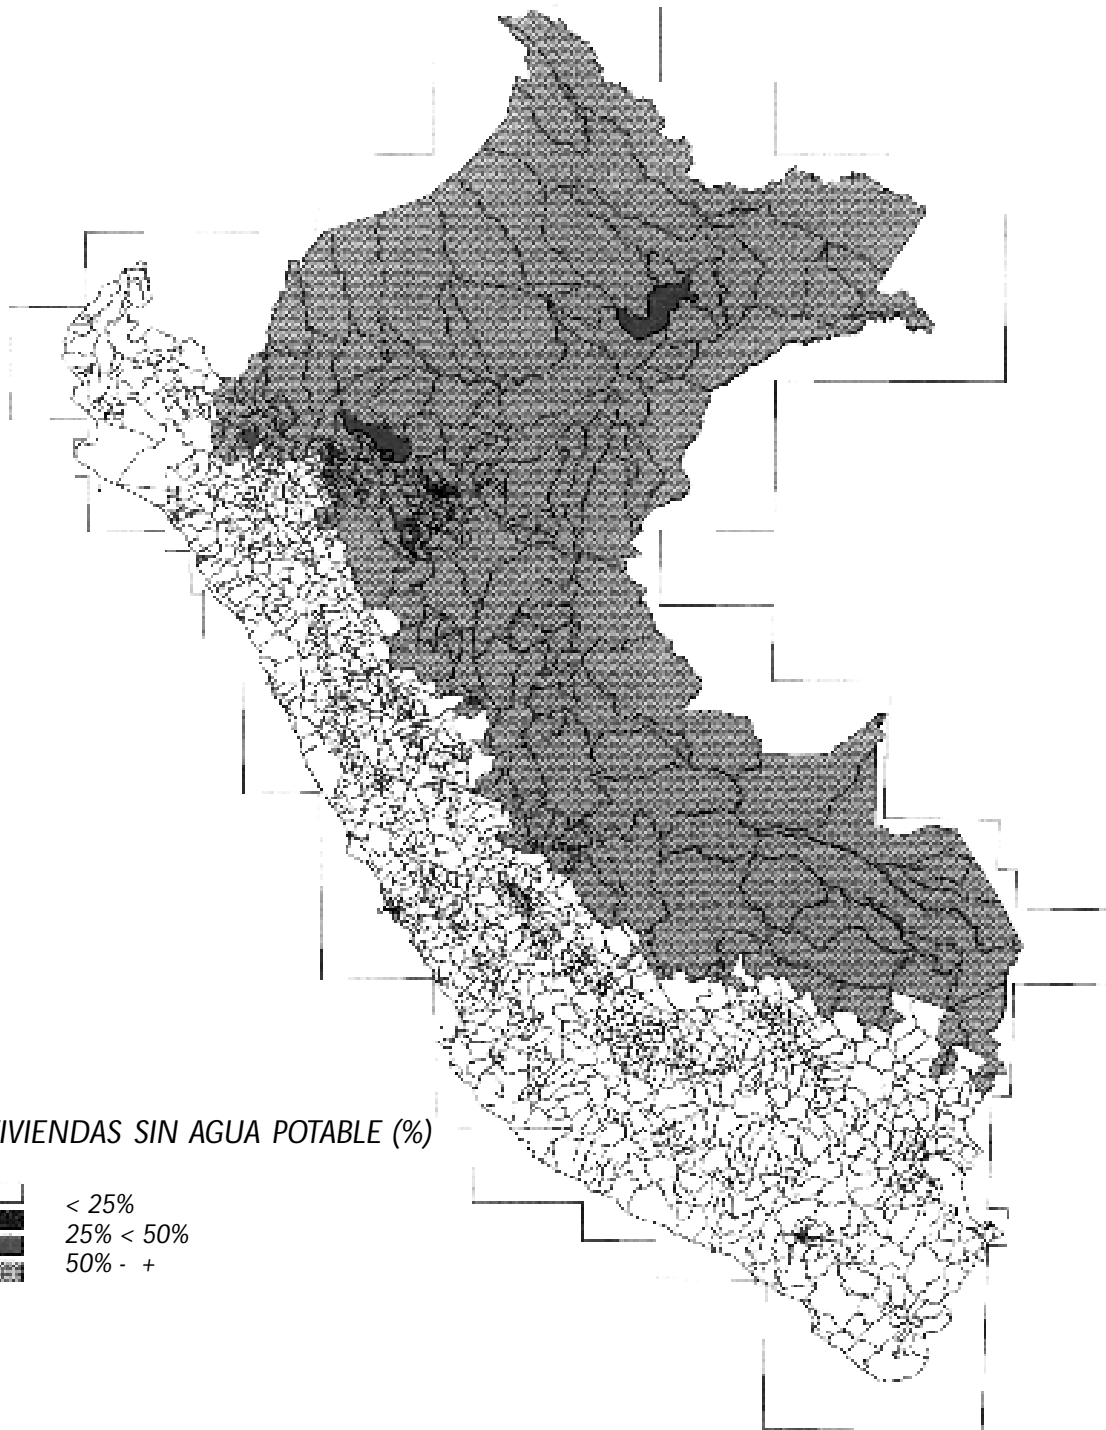 IVIENDAS SIN AGUA POTABLE (%)
< 25%
25% < 50%
50% - +